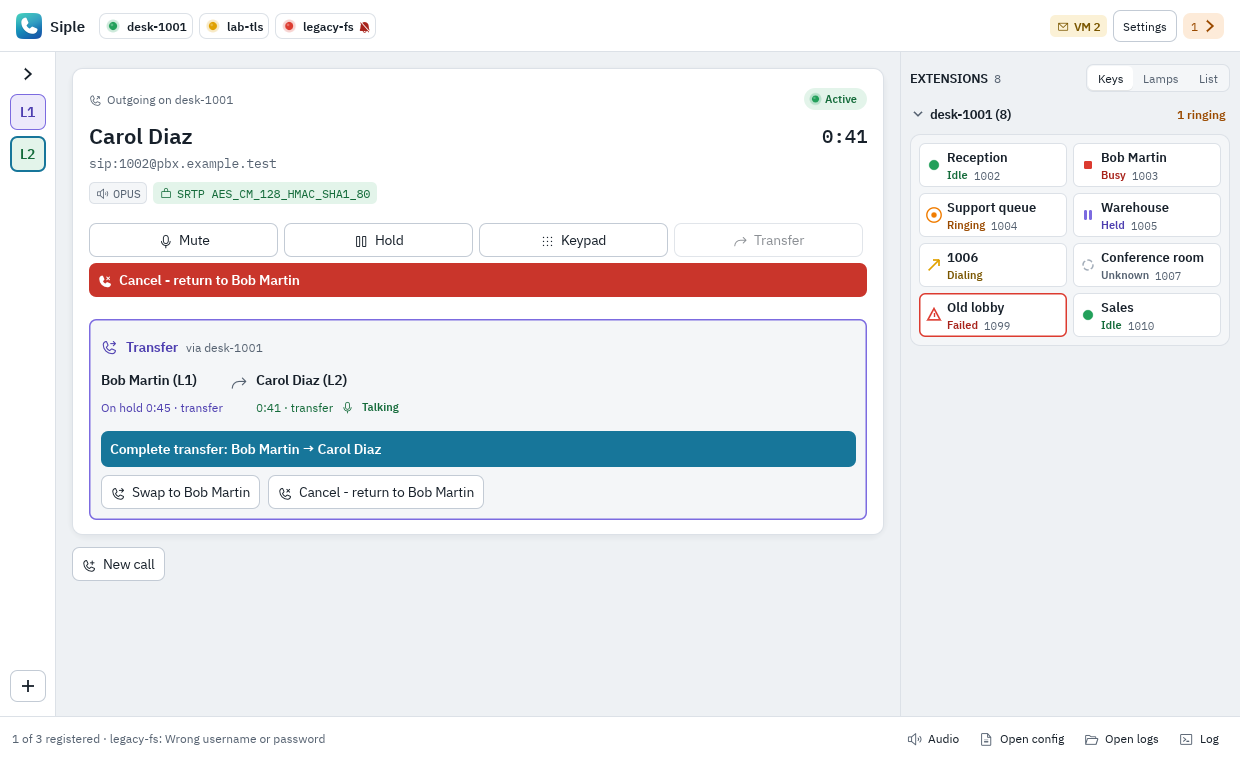 Siple desk-1001 lab-tls legacy-fs VM 2 Settings 1
L1
L2
Outgoing on desk-1001 Active
Carol Diaz 0:41
sip:1002@pbx.example.test
OPUS SRTP AES_CM_128_HMAC_SHA1_80
Mute Hold Keypad Transfer
Cancel - return to Bob Martin
Transfer via desk-1001
Bob Martin (L1) Carol Diaz (L2)
On hold 0:45 · transfer 0:41 · transfer Talking
Complete transfer: Bob Martin → Carol Diaz
Swap to Bob Martin Cancel - return to Bob Martin
New call
EXTENSIONS 8 Keys Lamps List
desk-1001 (8) 1 ringing
Reception
Idle 1002
Bob Martin
Busy 1003
Support queue
Ringing 1004
Warehouse
Held 1005
1006
Dialing
Conference room
Unknown 1007
Old lobby
Failed 1099
Sales
Idle 1010
1 of 3 registered · legacy-fs: Wrong username or password Audio Open config Open logs Log